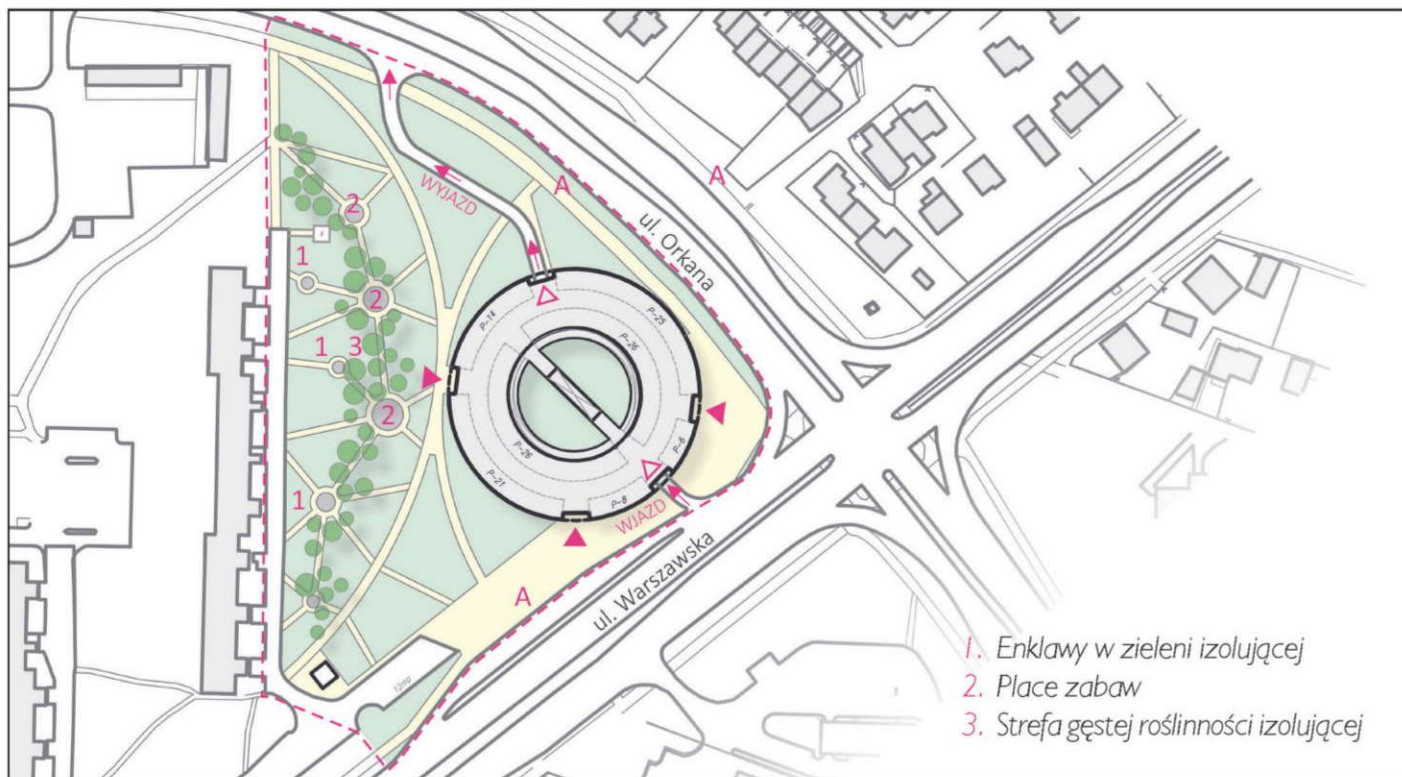 A
A
WYJAZD
ul. Orkana
2
1
2
1
3
2
1
P-14
P-25
P-26
P-26
P-21
P-6
P-8
WJAZD
A
ul. Warszawska
1. Enklawy w zieleni izolującej
2. Place zabaw
3. Strefa gęstej roślinności izolującej